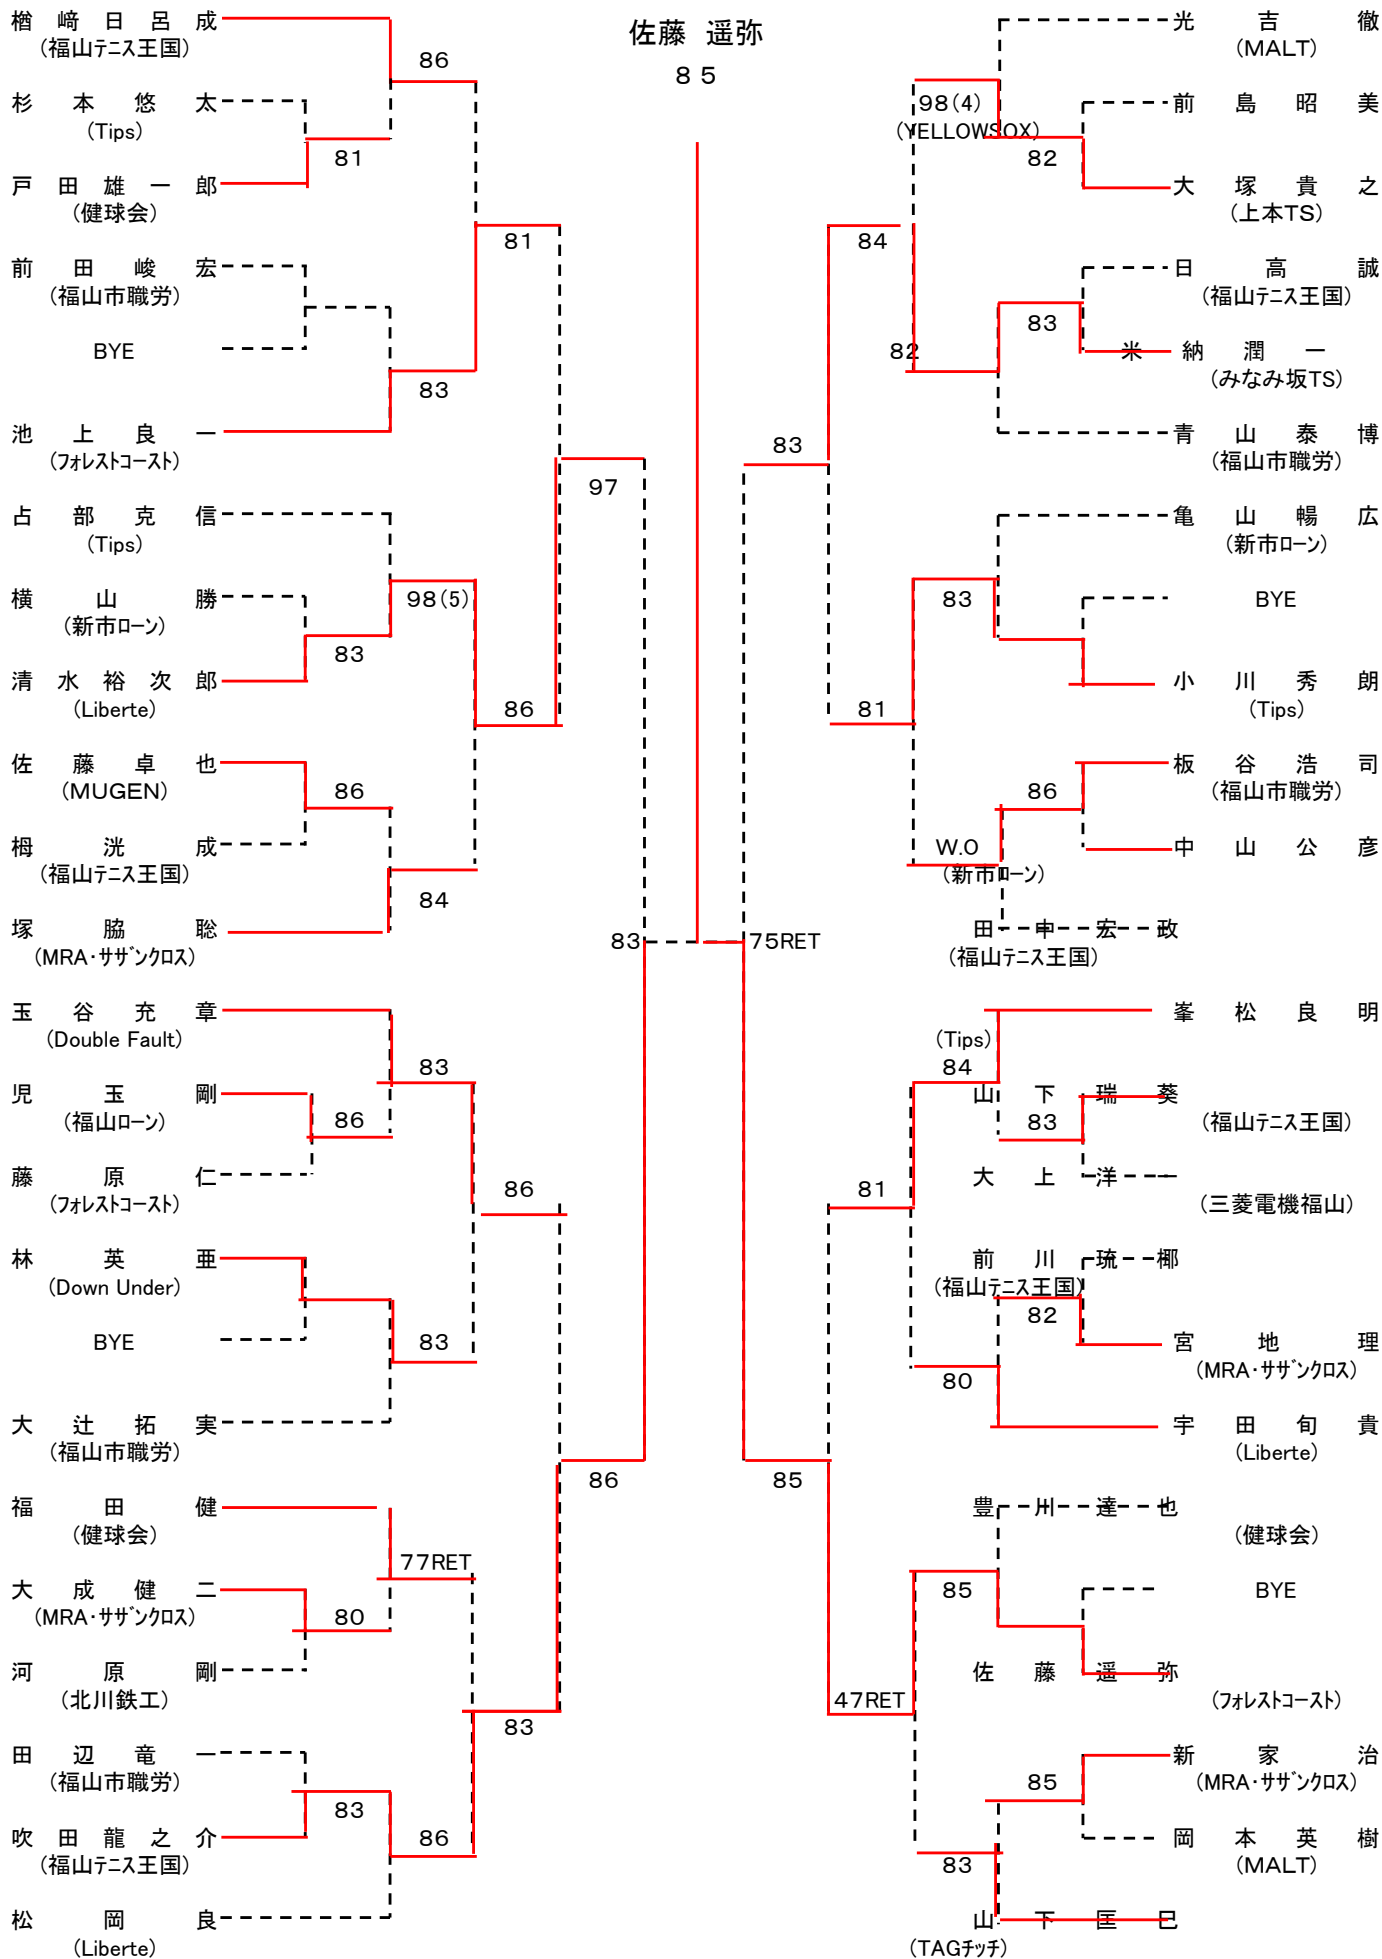 佐藤 遥弥
8 5
楢﨑日呂成
(福山テニス王国)
86
杉本悠太
(Tips)
81
戸田雄一郎
(健球会)
81
前田峻宏
(福山市職労)
BYE
83
池上良一
(フォレストコースト)
97
占部克信
(Tips)
横山勝
(新市ローン)
98(5)
83
清水裕次郎
(Liberte)
86
佐藤卓也
(MUGEN)
86
栂洸成
(福山テニス王国)
84
塚脇聡
(MRA・サザンクロス)
83
玉谷充章
(Double Fault)
83
児玉剛
(福山ローン)
86
藤原仁
(フォレストコースト)
86
林英亜
(Down Under)
BYE
83
大辻拓実
(福山市職労)
86
福田健
(健球会)
77RET
大成健二
(MRA・サザンクロス)
80
河原剛
(北川鉄工)
83
田辺竜一
(福山市職労)
83
吹田龍之介
(福山テニス王国)
86
松岡良
(Liberte)
光吉徹
(MALT)
98(4)
(YELLOWSOX)
前島昭美
82
大塚貴之
(上本TS)
84
日高誠
(福山テニス王国)
83
82
米納潤一
(みなみ坂TS)
青山泰博
(福山市職労)
83
亀山暢広
(新市ローン)
83
BYE
小川秀朗
(Tips)
81
板谷浩司
(福山市職労)
86
W.O
中山公彦
(新市ローン)
田中宏政
(福山テニス王国)
75RET
峯松良明
(Tips)
84
山下瑞葵
(福山テニス王国)
83
大上洋一
(三菱電機福山)
81
前川琉椰
(福山テニス王国)
82
宮地理
(MRA・サザンクロス)
80
宇田旬貴
(Liberte)
85
豊川達也
(健球会)
85
BYE
佐藤遥弥
(フォレストコースト)
47RET
新家治
(MRA・サザンクロス)
85
岡本英樹
(MALT)
83
山下匡巳
(TAGチッチ)